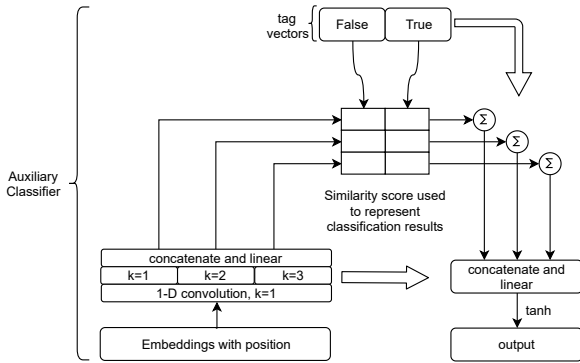 tag
vectors
False
True
Σ
Σ
Σ
Auxiliary
Classifier
Similarity score used
to represent
classification results
concatenate and linear
k=1
k=2
k=3
1-D convolution, k=1
Embeddings with position
concatenate and
linear
tanh
output